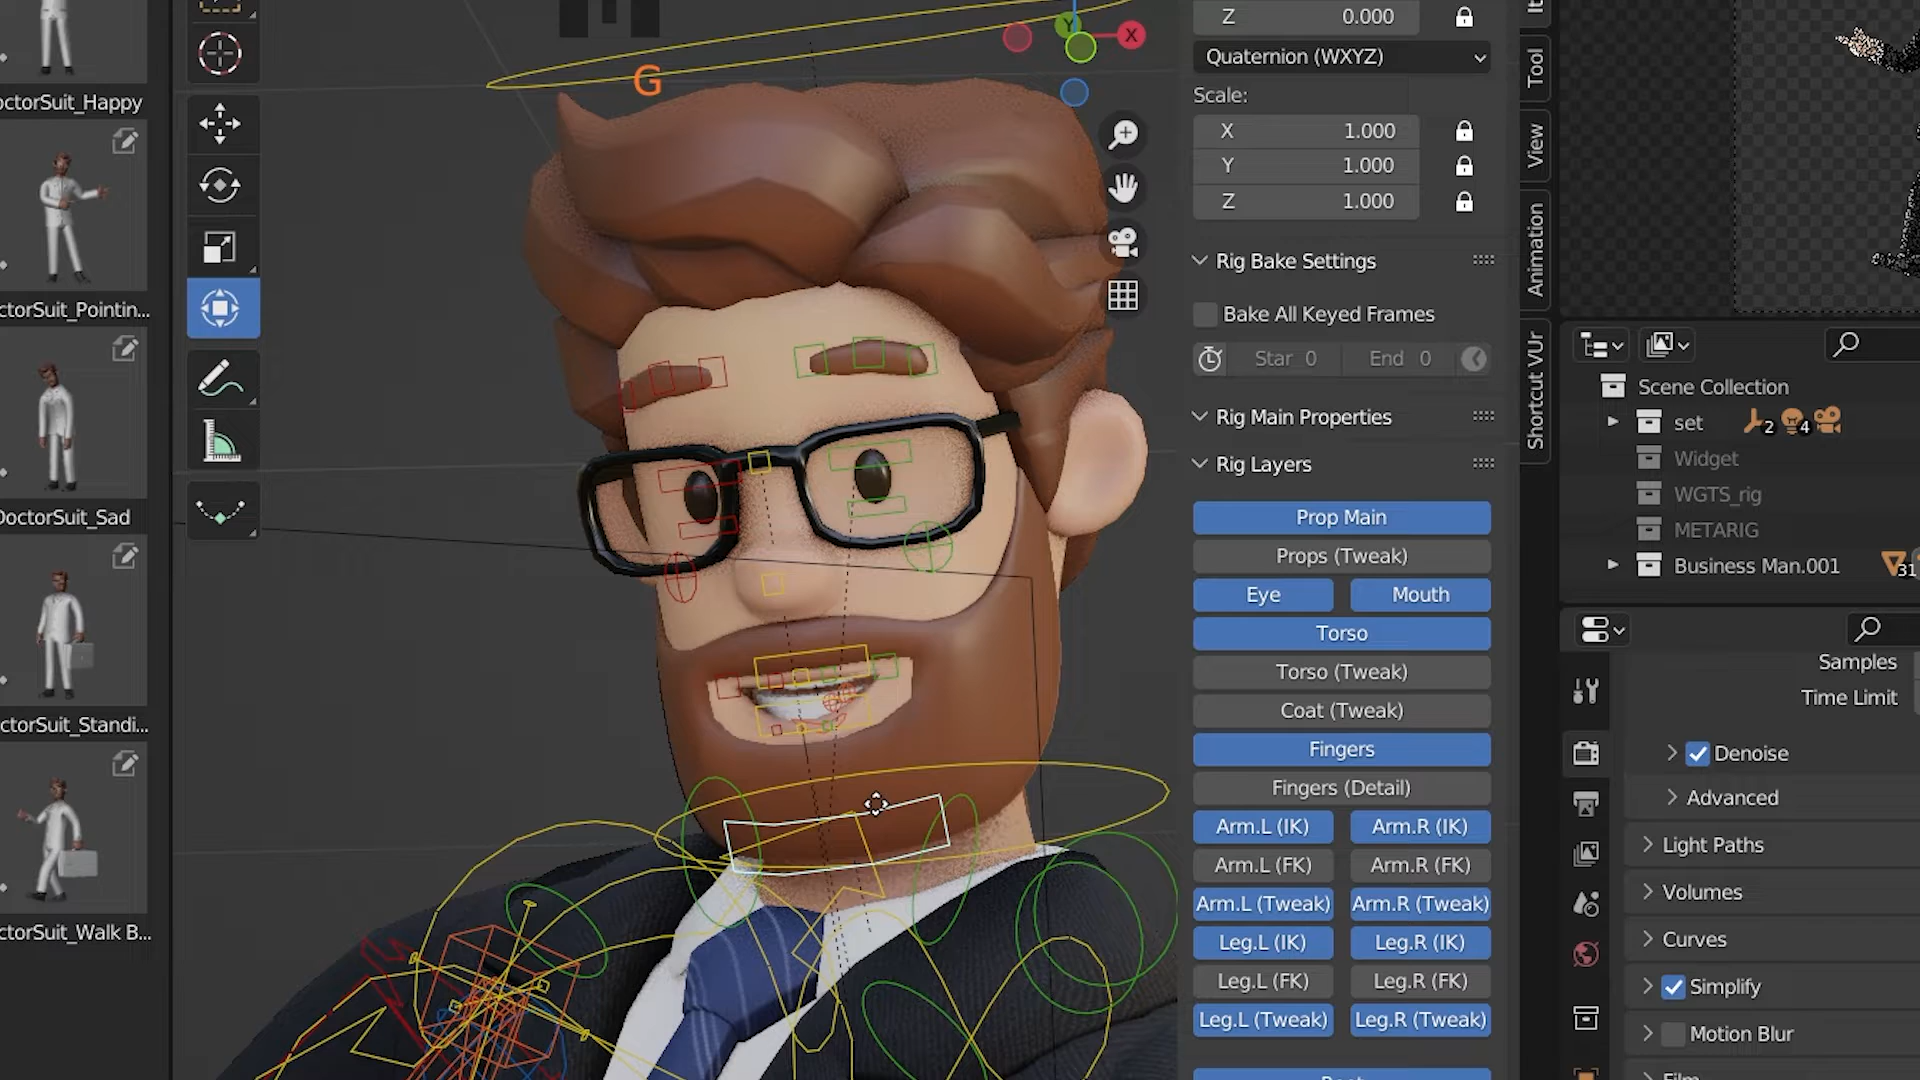 octorSuit_Happy
ctorSuit_Pointin...
DoctorSuit_Sad
ctorSuit_Standi...
ctorSuit_Walk B...
G
Y
X
Z 0.000
Quaternion (WXYZ)
Scale:
X 1.000
Y 1.000
Z 1.000
Rig Bake Settings
Bake All Keyed Frames
Star 0 End 0
Rig Main Properties
Rig Layers
Prop Main
Props (Tweak)
Eye Mouth
Torso
Torso (Tweak)
Coat (Tweak)
Fingers
Fingers (Detail)
Arm.L (IK) Arm.R (IK)
Arm.L (FK) Arm.R (FK)
Arm.L (Tweak) Arm.R (Tweak)
Leg.L (IK) Leg.R (IK)
Leg.L (FK) Leg.R (FK)
Leg.L (Tweak) Leg.R (Tweak)
It
Tool
View
Animation
Shortcut VUr
Scene Collection
set 2 4
Widget
WGTS_rig
METARIG
Business Man.001 31
Samples
Time Limit
Denoise
Advanced
Light Paths
Volumes
Curves
Simplify
Motion Blur
Film